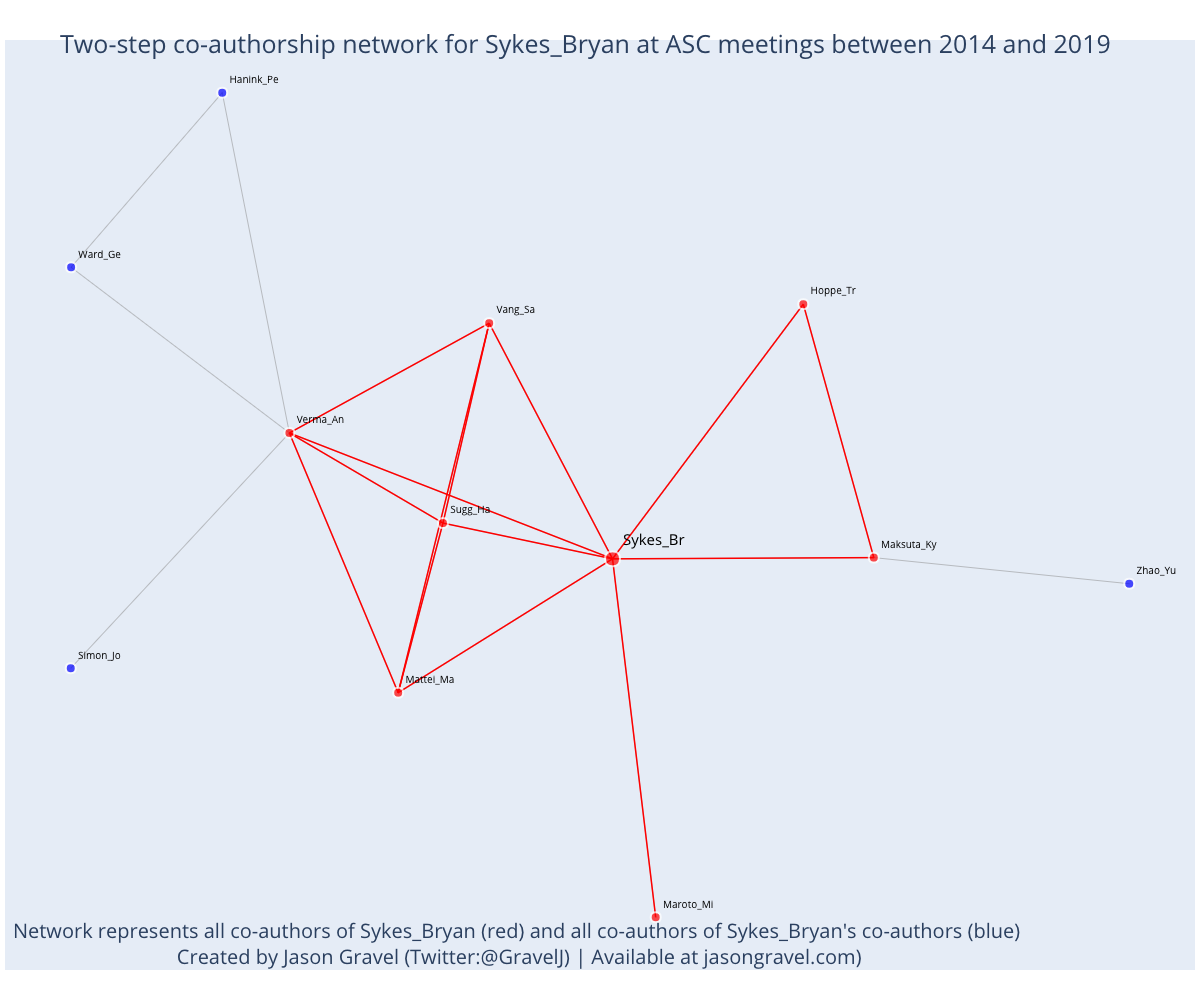 Two-step co-authorship network for Sykes_Bryan at ASC meetings between 2014 and 2019
Hanink_Pe
Ward_Ge
Hoppe_Tr
Vang_Sa
Verma_An
Sugg_Ha
Sykes_Br
Maksuta_Ky
Zhao_Yu
Simon_Jo
Mattei_Ma
Maroto_Mi
Network represents all co-authors of Sykes_Bryan (red) and all co-authors of Sykes_Bryan's co-authors (blue)
Created by Jason Gravel (Twitter:@GravelJ) | Available at jasongravel.com)